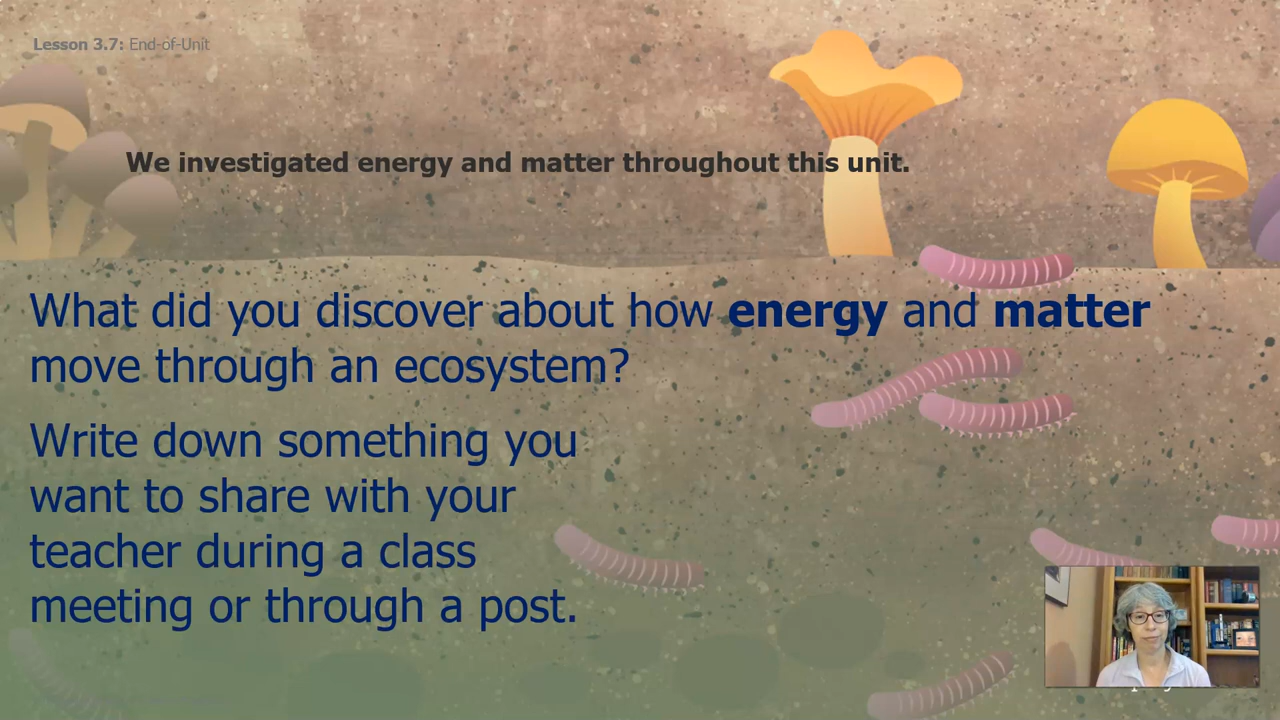 Lesson 3.7: End-of-Unit
We investigated energy and matter throughout this unit.
What did you discover about how energy and matter
move through an ecosystem?
Write down something you
want to share with your
teacher during a class
meeting or through a post.